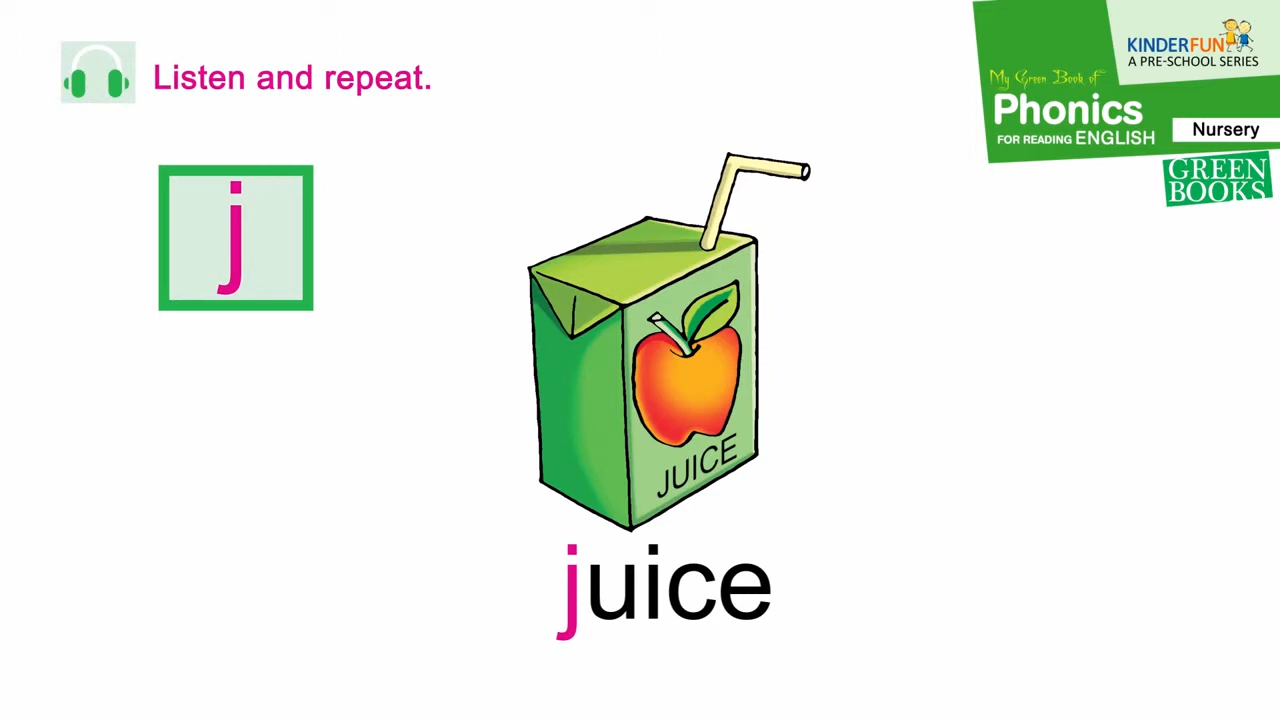 Listen and repeat.
KINDERFUN
A PRE-SCHOOL SERIES
My Green Book of
Phonics
FOR READING ENGLISH
Nursery
GREEN
BOOKS
j
JUICE
juice